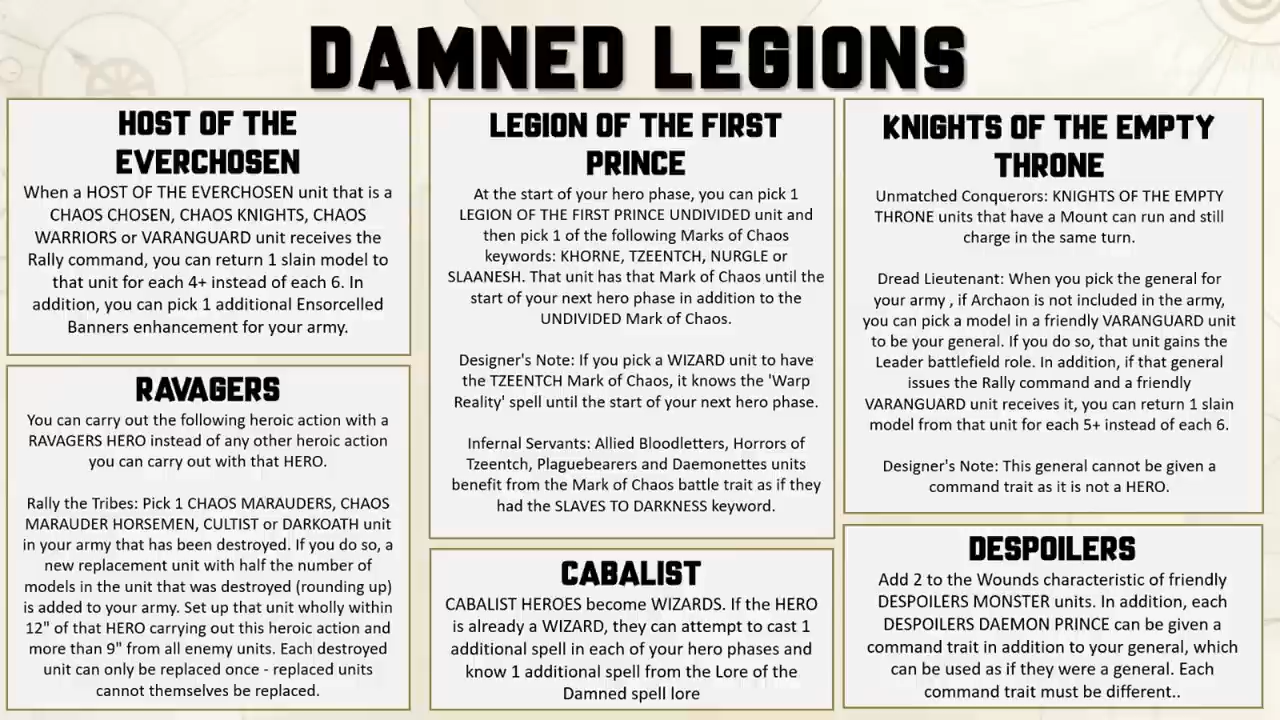 DAMNED LEGIONS
HOST OF THE
EVERCHOSEN
When a HOST OF THE EVERCHOSEN unit that is a
CHAOS CHOSEN, CHAOS KNIGHTS, CHAOS
WARRIORS or VARANGUARD unit receives the
Rally command, you can return 1 slain model to
that unit for each 4+ instead of each 6. In
addition, you can pick 1 additional Ensorcelled
Banners enhancement for your army.
RAVAGERS
You can carry out the following heroic action with a
RAVAGERS HERO instead of any other heroic action
you can carry out with that HERO.
Rally the Tribes: Pick 1 CHAOS MARAUDERS, CHAOS
MARAUDER HORSEMEN, CULTIST or DARKOATH unit
in your army that has been destroyed. If you do so, a
new replacement unit with half the number of
models in the unit that was destroyed (rounding up)
is added to your army. Set up that unit wholly within
12" of that HERO carrying out this heroic action and
more than 9" from all enemy units. Each destroyed
unit can only be replaced once - replaced units
cannot themselves be replaced.
LEGION OF THE FIRST
PRINCE
At the start of your hero phase, you can pick 1
LEGION OF THE FIRST PRINCE UNDIVIDED unit and
then pick 1 of the following Marks of Chaos
keywords: KHORNE, TZEENTCH, NURGLE or
SLAANESH. That unit has that Mark of Chaos until the
start of your next hero phase in addition to the
UNDIVIDED Mark of Chaos.
Designer's Note: If you pick a WIZARD unit to have
the TZEENTCH Mark of Chaos, it knows the 'Warp
Reality' spell until the start of your next hero phase.
Infernal Servants: Allied Bloodletters, Horrors of
Tzeentch, Plaguebearers and Daemonettes units
benefit from the Mark of Chaos battle trait as if they
had the SLAVES TO DARKNESS keyword.
CABALIST
CABALIST HEROES become WIZARDS. If the HERO
is already a WIZARD, they can attempt to cast 1
additional spell in each of your hero phases and
know 1 additional spell from the Lore of the
Damned spell lore
KNIGHTS OF THE EMPTY
THRONE
Unmatched Conquerors: KNIGHTS OF THE EMPTY
THRONE units that have a Mount can run and still
charge in the same turn.
Dread Lieutenant: When you pick the general for
your army , if Archaon is not included in the army,
you can pick a model in a friendly VARANGUARD unit
to be your general. If you do so, that unit gains the
Leader battlefield role. In addition, if that general
issues the Rally command and a friendly
VARANGUARD unit receives it, you can return 1 slain
model from that unit for each 5+ instead of each 6.
Designer's Note: This general cannot be given a
command trait as it is not a HERO.
DESPOILERS
Add 2 to the Wounds characteristic of friendly
DESPOILERS MONSTER units. In addition, each
DESPOILERS DAEMON PRINCE can be given a
command trait in addition to your general, which
can be used as if they were a general. Each
command trait must be different..